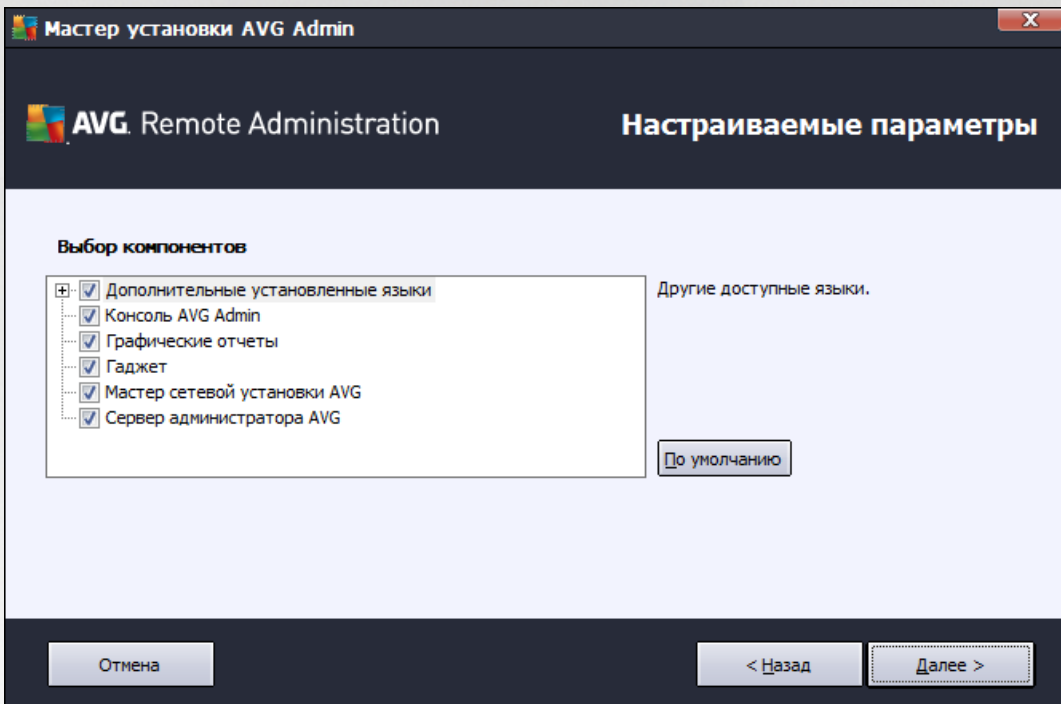 Мастер установки AVG Admin
AVG. Remote Administration
Настраиваемые параметры
Выбор компонентов
Дополнительные установленные языки
Консоль AVG Admin
Графические отчеты
Гаджет
Мастер сетевой установки AVG
Сервер администратора AVG
Другие доступные языки.
По умолчанию
Отмена
< Назад
Далее >